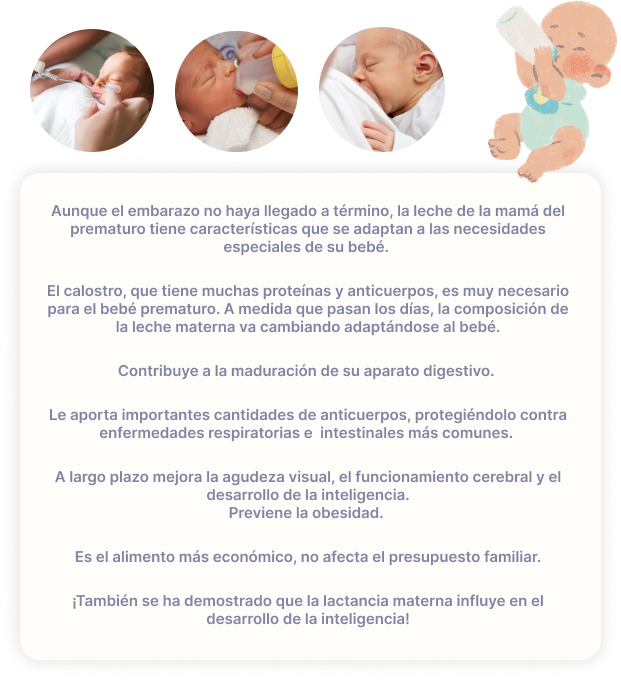 Aunque el embarazo no haya llegado a término, la leche de la mamá del
prematuro tiene características que se adaptan a las necesidades
especiales de su bebé.
El calostro, que tiene muchas proteínas y anticuerpos, es muy necesario
para el bebé prematuro. A medida que pasan los días, la composición de
la leche materna va cambiando adaptándose al bebé.
Contribuye a la maduración de su aparato digestivo.
Le aporta importantes cantidades de anticuerpos, protegiéndolo contra
enfermedades respiratorias e  intestinales más comunes.
A largo plazo mejora la agudeza visual, el funcionamiento cerebral y el
desarrollo de la inteligencia.
Previene la obesidad.
Es el alimento más económico, no afecta el presupuesto familiar.
¡También se ha demostrado que la lactancia materna influye en el
desarrollo de la inteligencia!